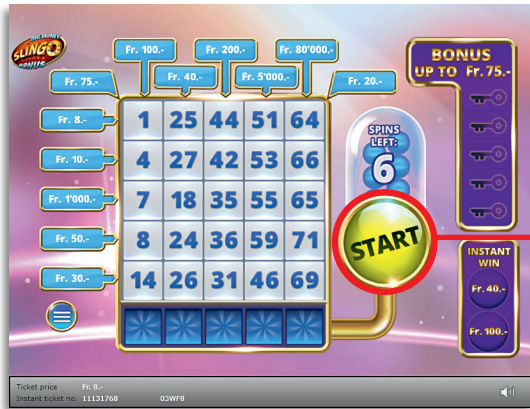 BIG MONEY
SLINGO
BONUS
Fr. 100.-
Fr. 200.-
Fr. 80'000.-
Fr. 75.-
Fr. 40.-
Fr. 5'000.-
Fr. 20.-
Fr. 8.-
1 25 44 51 64
Fr. 10.-
4 27 42 53 66
Fr. 1'000.-
7 18 35 55 65
Fr. 50.-
8 24 36 59 71
Fr. 30.-
14 26 31 46 69
SPINS
LEFT:
6
START
BONUS
UP TO Fr. 75.-
INSTANT
WIN
Fr. 40.-
Fr. 100.-
Ticket price Fr. 8.-
Instant ticket no. 11131768 03WF8